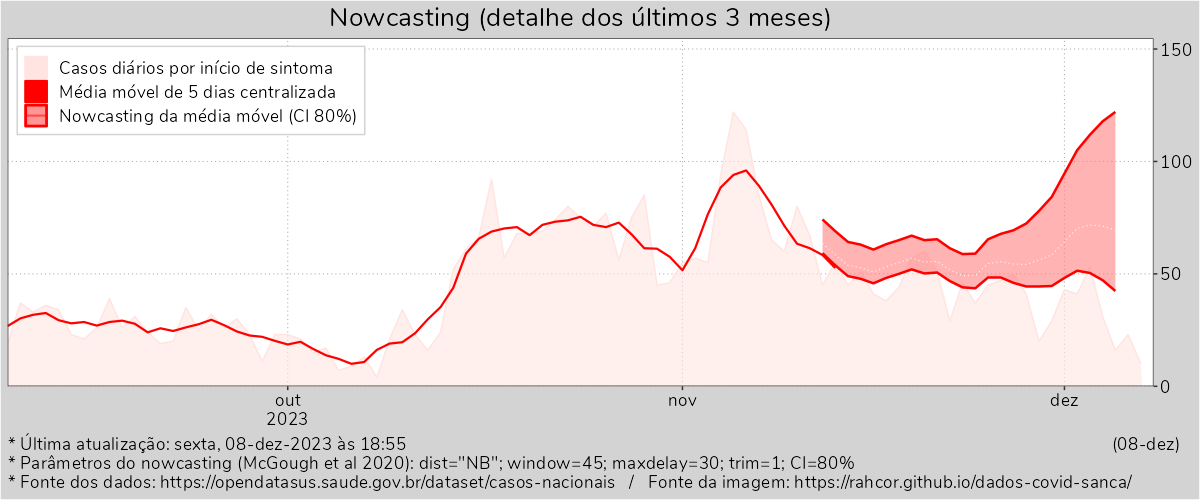 Nowcasting (detalhe dos últimos 3 meses)
Casos diários por início de sintoma
Média móvel de 5 dias centralizada
Nowcasting da média móvel (CI 80%)
150
100
50
0
out
2023
nov
dez
* Última atualização: sexta, 08-dez-2023 às 18:55
(08-dez)
* Parâmetros do nowcasting (McGough et al 2020): dist="NB"; window=45; maxdelay=30; trim=1; CI=80%
* Fonte dos dados: https://opendatasus.saude.gov.br/dataset/casos-nacionais / Fonte da imagem: https://rahcor.github.io/dados-covid-sanca/